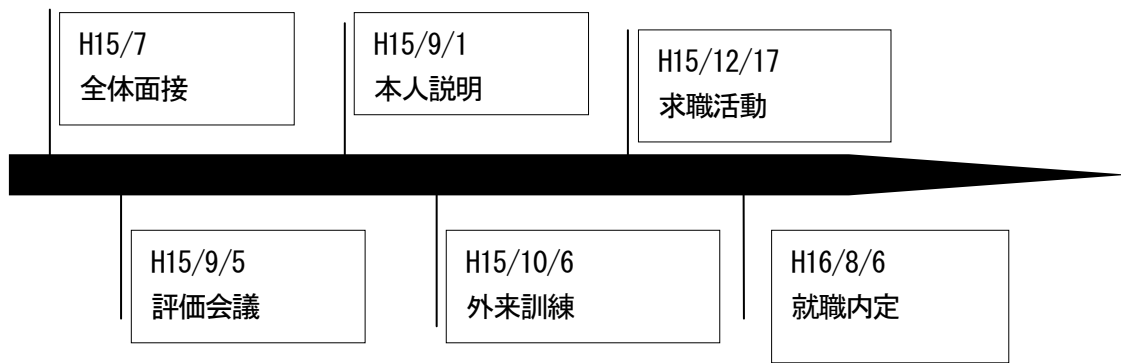 H15/7
全体面接
H15/9/1
本人説明
H15/12/17
求職活動
H15/9/5
評価会議
H15/10/6
外来訓練
H16/8/6
就職内定